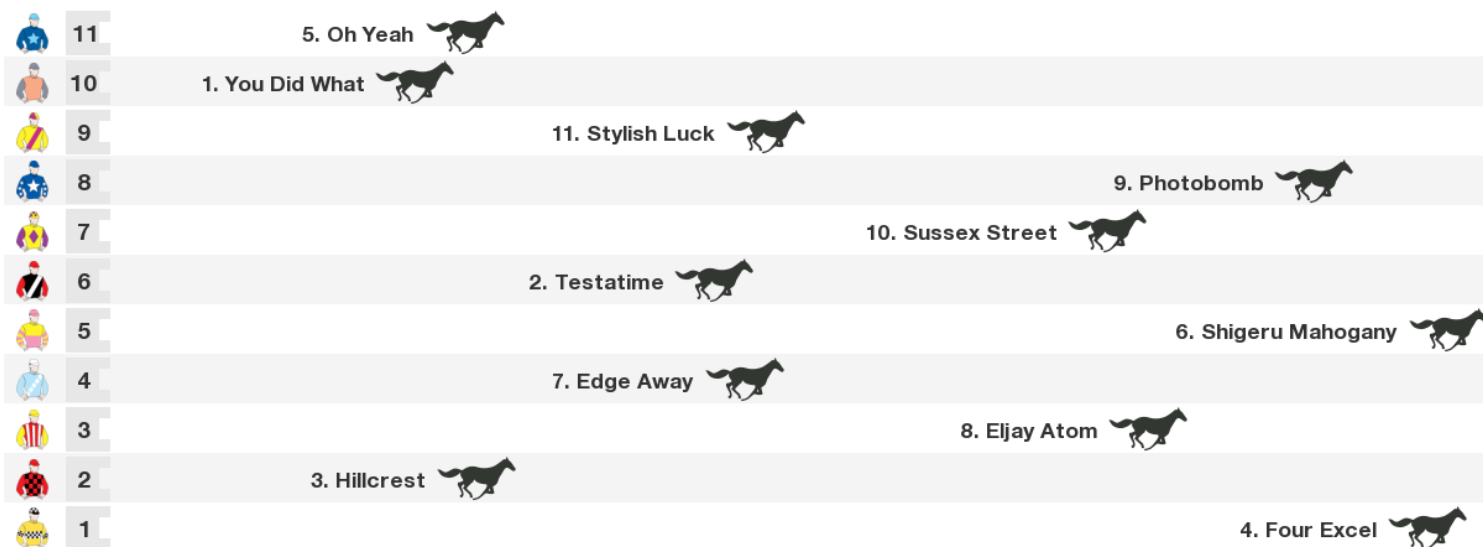 11 5. Oh Yeah
10 1. You Did What
9 11. Stylish Luck
8 9. Photobomb
7 10. Sussex Street
6 2. Testatime
5 6. Shigeru Mahogany
4 7. Edge Away
3 8. Eljay Atom
2 3. Hillcrest
1 4. Four Excel